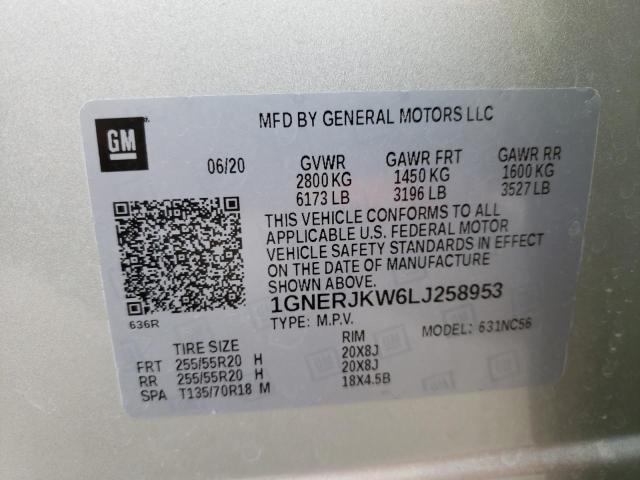 GM
MFD BY GENERAL MOTORS LLC
06/20 GVWR GAWR FRT GAWR RR
2800 KG 1450 KG 1600 KG
6173 LB 3196 LB 3527 LB
THIS VEHICLE CONFORMS TO ALL
APPLICABLE U.S. FEDERAL MOTOR
VEHICLE SAFETY STANDARDS IN EFFECT
ON THE DATE OF MANUFACTURE
SHOWN ABOVE.
1GNERJKW6LJ258953
636R
TYPE: M.P.V. MODEL: 631NC56
TIRE SIZE RIM
FRT 255/55R20 H 20X8J
RR 255/55R20 H 20X8J
SPA T135/70R18 M 18X4.5B